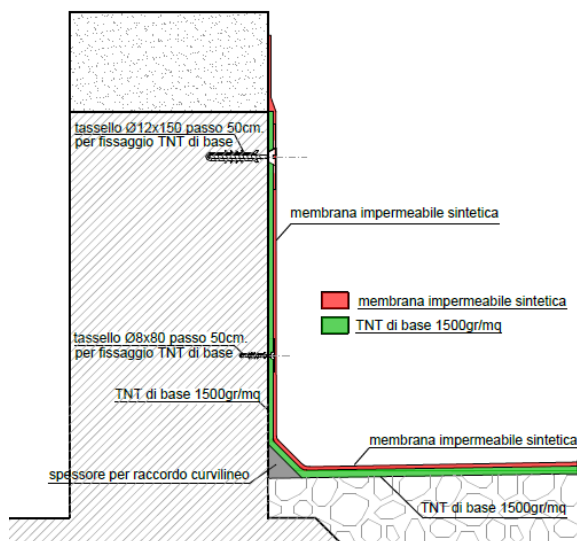 tassello Ø12x150 passo 50cm.
per fissaggio TNT di base
membrana impermeabile sintetica
membrana impermeabile sintetica
TNT di base 1500gr/mq
tassello Ø8x80 passo 50cm.
per fissaggio TNT di base
TNT di base 1500gr/mq
membrana impermeabile sintetica
spessore per raccordo curvilineo
TNT di base 1500gr/mq